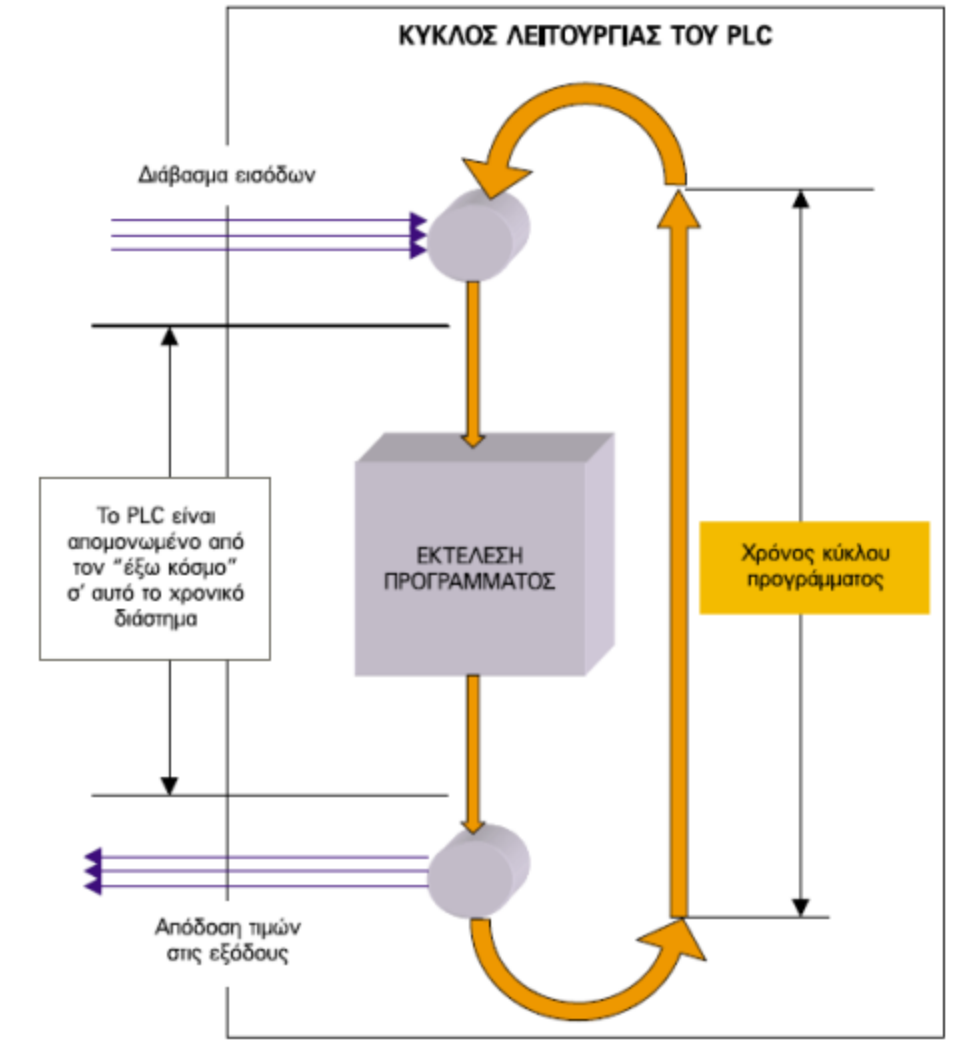 ΚΥΚΛΟΣ ΛΕΙΤΟΥΡΓΙΑΣ ΤΟΥ PLC
Διάβασμα εισόδων
Το PLC είναι
απομονωμένο από
τον “έξω κόσμο”
σ’ αυτό το χρονικό
διάστημα
ΕΚΤΕΛΕΣΗ
ΠΡΟΓΡΑΜΜΑΤΟΣ
Χρόνος κύκλου
προγράμματος
Απόδοση τιμών
στις εξόδους